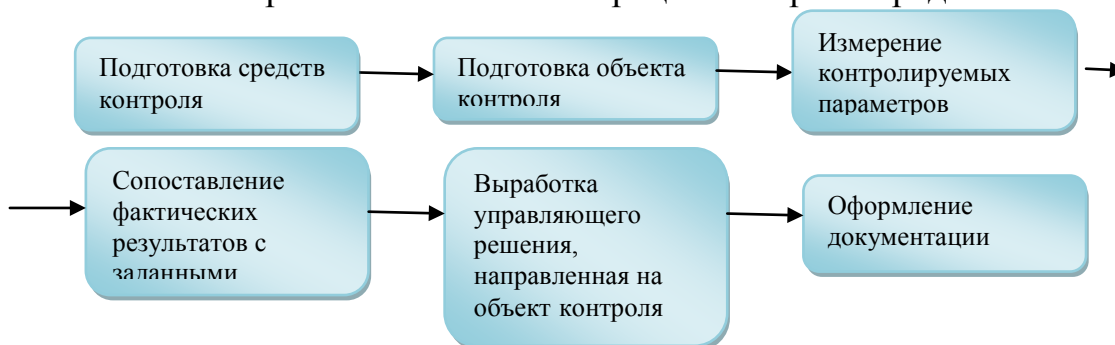 Подготовка средств
контроля
Подготовка объекта
контроля
Измерение
контролируемых
параметров
Сопоставление
фактических
результатов с
заданными
Выработка
управляющего
решения,
направленная на
объект контроля
Оформление
документации